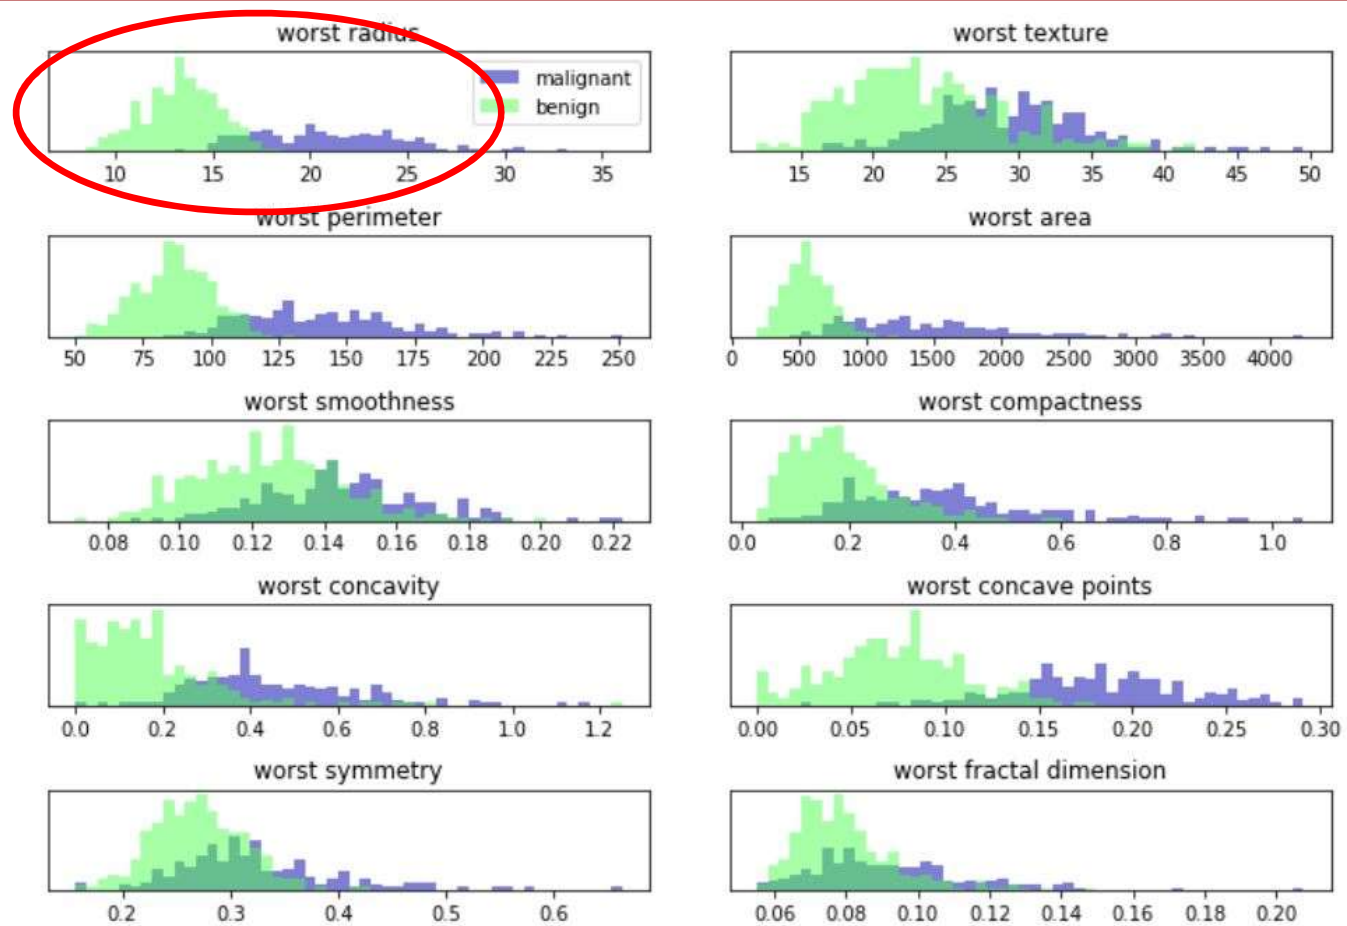 worst radius
malignant
benign
10 15 20 25 30 35
worst texture
15 20 25 30 35 40 45 50
worst perimeter
50 75 100 125 150 175 200 225 250
worst area
0 500 1000 1500 2000 2500 3000 3500 4000
worst smoothness
0.08 0.10 0.12 0.14 0.16 0.18 0.20 0.22
worst compactness
0.0 0.2 0.4 0.6 0.8 1.0
worst concavity
0.0 0.2 0.4 0.6 0.8 1.0 1.2
worst concave points
0.00 0.05 0.10 0.15 0.20 0.25 0.30
worst symmetry
0.2 0.3 0.4 0.5 0.6
worst fractal dimension
0.06 0.08 0.10 0.12 0.14 0.16 0.18 0.20